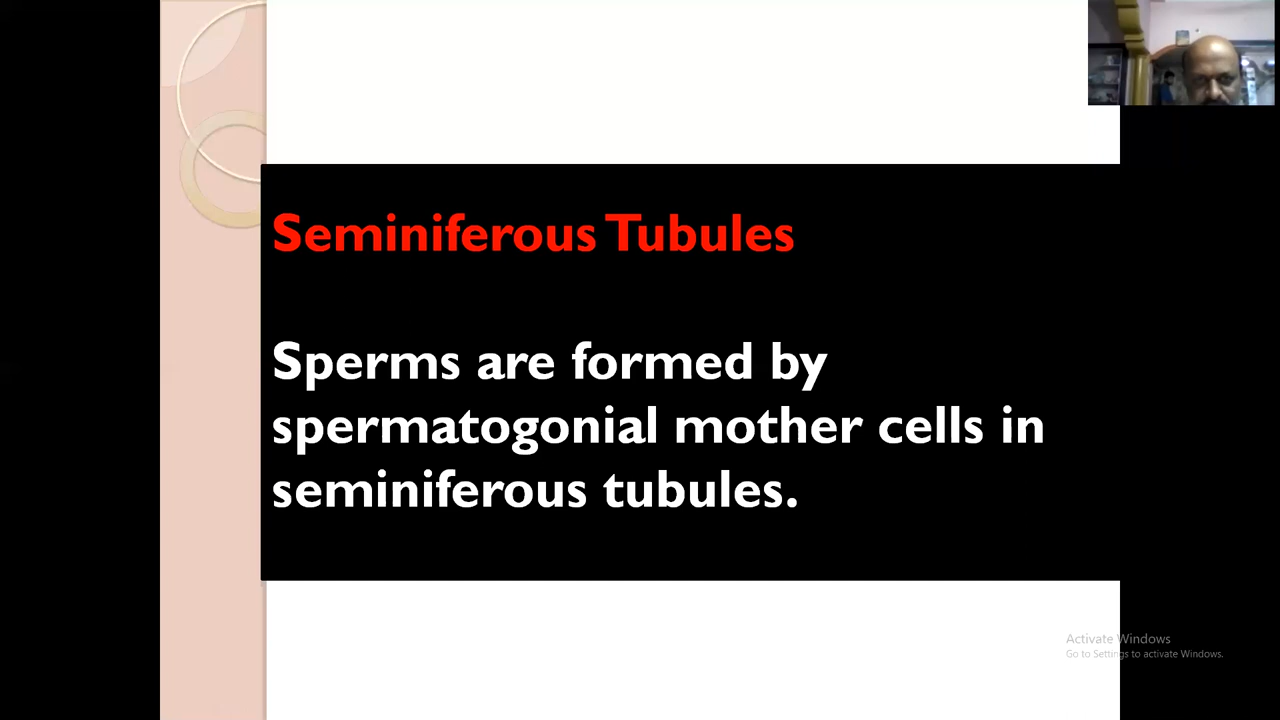 Seminiferous Tubules
Sperms are formed by
spermatogonial mother cells in
seminiferous tubules.
Activate Windows
Go to Settings to activate Windows.